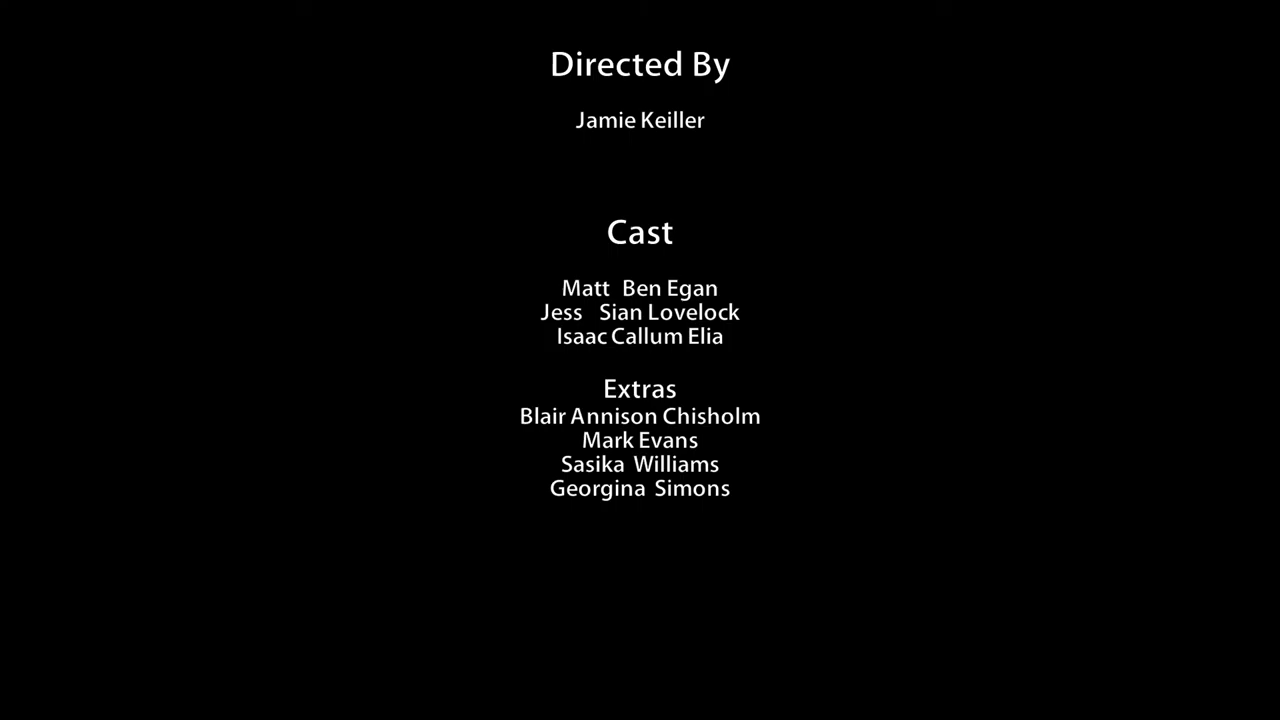 Directed By
Jamie Keiller
Cast
Matt Ben Egan
Jess Sian Lovelock
Isaac Callum Elia
Extras
Blair Annison Chisholm
Mark Evans
Sasika Williams
Georgina Simons